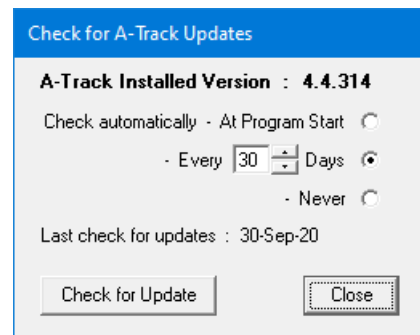 Check for A-Track Updates
A-Track Installed Version : 4.4.314
Check automatically - At Program Start
- Every 30 Days
- Never
Last check for updates : 30-Sep-20
Check for Update Close